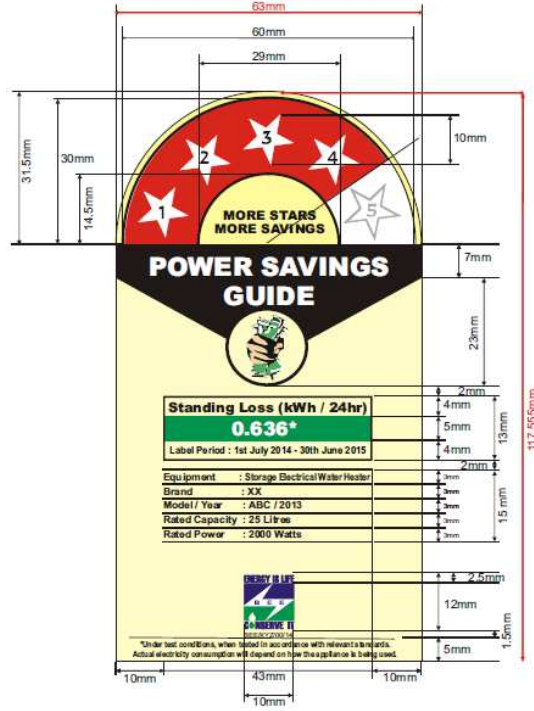 63mm
60mm
29mm
31.5mm
30mm
14.5mm
10mm
1
2
3
4
5
MORE STARS
MORE SAVINGS
POWER SAVINGS
GUIDE
7mm
23mm
117.555mm
2mm
4mm
5mm
4mm
13mm
2mm
Standing Loss (kWh / 24hr)
0.636*
Label Period : 1st July 2014 - 30th June 2015
Equipment : Storage Electrical Water Heater
Brand : XX
Model / Year : ABC / 2013
Rated Capacity : 25 Litres
Rated Power : 2000 Watts
3mm
3mm
3mm
3mm
3mm
15 mm
ENERGY IS LIFE
BEE
CONSERVE IT
2.5mm
12mm
1.5mm
5mm
*Under test conditions, when tested in accordance with relevant standards.
Actual electricity consumption will depend on how the appliance is being used.
10mm
43mm
10mm
10mm